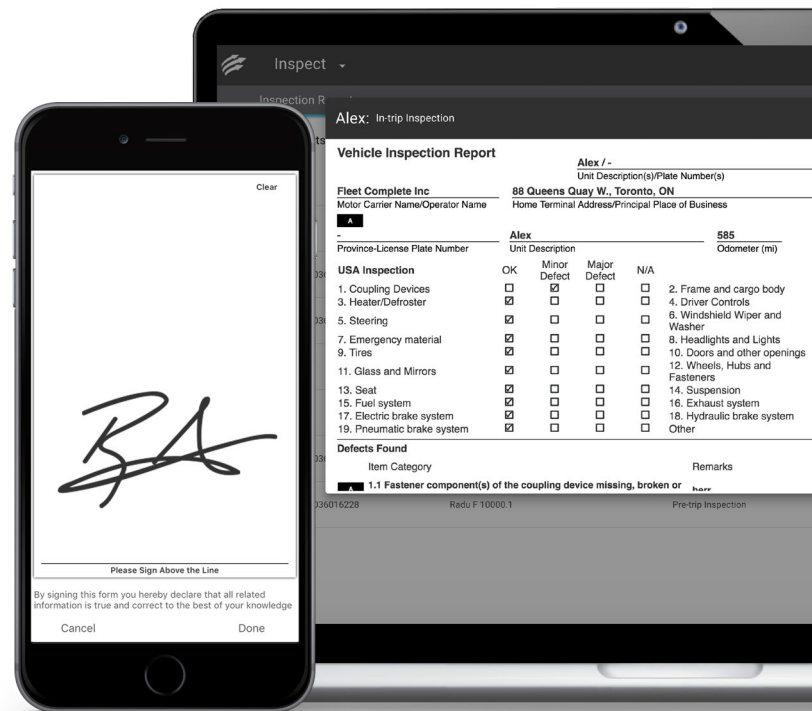 Inspect
Inspection R
Alex: In-trip Inspection
Vehicle Inspection Report
Alex / -
Unit Description(s)/Plate Number(s)
Fleet Complete Inc 88 Queens Quay W., Toronto, ON
Motor Carrier Name/Operator Name Home Terminal Address/Principal Place of Business
A
- Alex 585
Province-License Plate Number Unit Description Odometer (mi)
USA Inspection OK Minor Defect Major Defect N/A
1. Coupling Devices 2. Frame and cargo body
3. Heater/Defroster 4. Driver Controls
5. Steering 6. Windshield Wiper and Washer
7. Emergency material 8. Headlights and Lights
9. Tires 10. Doors and other openings
11. Glass and Mirrors 12. Wheels, Hubs and Fasteners
13. Seat 14. Suspension
15. Fuel system 16. Exhaust system
17. Electric brake system 18. Hydraulic brake system
19. Pneumatic brake system Other
Defects Found
Item Category Remarks
A 1.1 Fastener component(s) of the coupling device missing, broken or
036016228 Radu F 10000.1 Pre-trip Inspection
Clear
Please Sign Above the Line
By signing this form you hereby declare that all related
information is true and correct to the best of your knowledge
Cancel Done